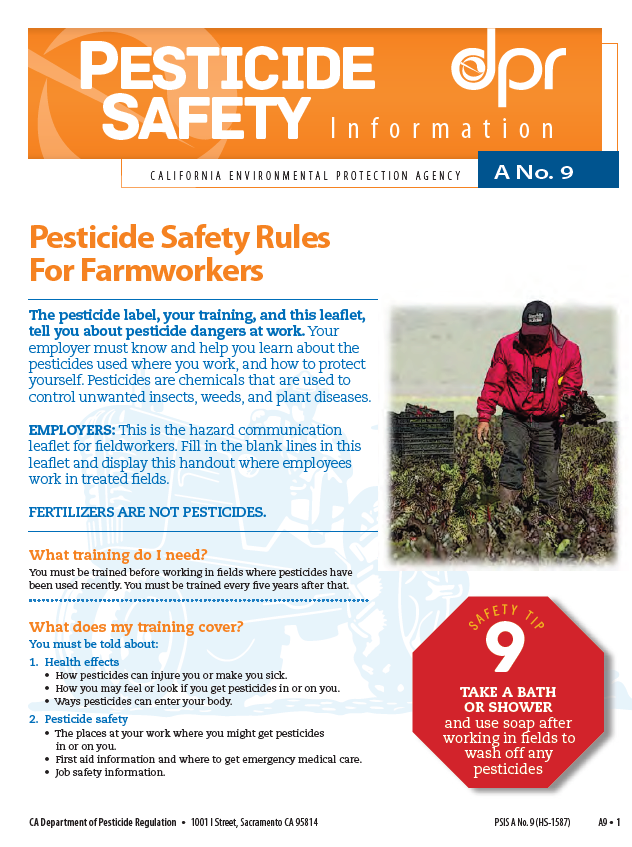 PESTICIDE
SAFETY Information
dpr
CALIFORNIA ENVIRONMENTAL PROTECTION AGENCY
A No. 9
Pesticide Safety Rules
For Farmworkers
The pesticide label, your training, and this leaflet,
tell you about pesticide dangers at work. Your
employer must know and help you learn about the
pesticides used where you work, and how to protect
yourself. Pesticides are chemicals that are used to
control unwanted insects, weeds, and plant diseases.
EMPLOYERS: This is the hazard communication
leaflet for fieldworkers. Fill in the blank lines in this
leaflet and display this handout where employees
work in treated fields.
FERTILIZERS ARE NOT PESTICIDES.
What training do I need?
You must be trained before working in fields where pesticides have
been used recently. You must be trained every five years after that.
What does my training cover?
You must be told about:
1. Health effects
• How pesticides can injure you or make you sick.
• How you may feel or look if you get pesticides in or on you.
• Ways pesticides can enter your body.
2. Pesticide safety
• The places at your work where you might get pesticides
in or on you.
• First aid information and where to get emergency medical care.
• Job safety information.
SAFETY TIP
9
TAKE A BATH
OR SHOWER
and use soap after
working in fields to
wash off any
pesticides
CA Department of Pesticide Regulation • 1001 I Street, Sacramento CA 95814
PSIS A No. 9 (HS-1587) A9 • 1